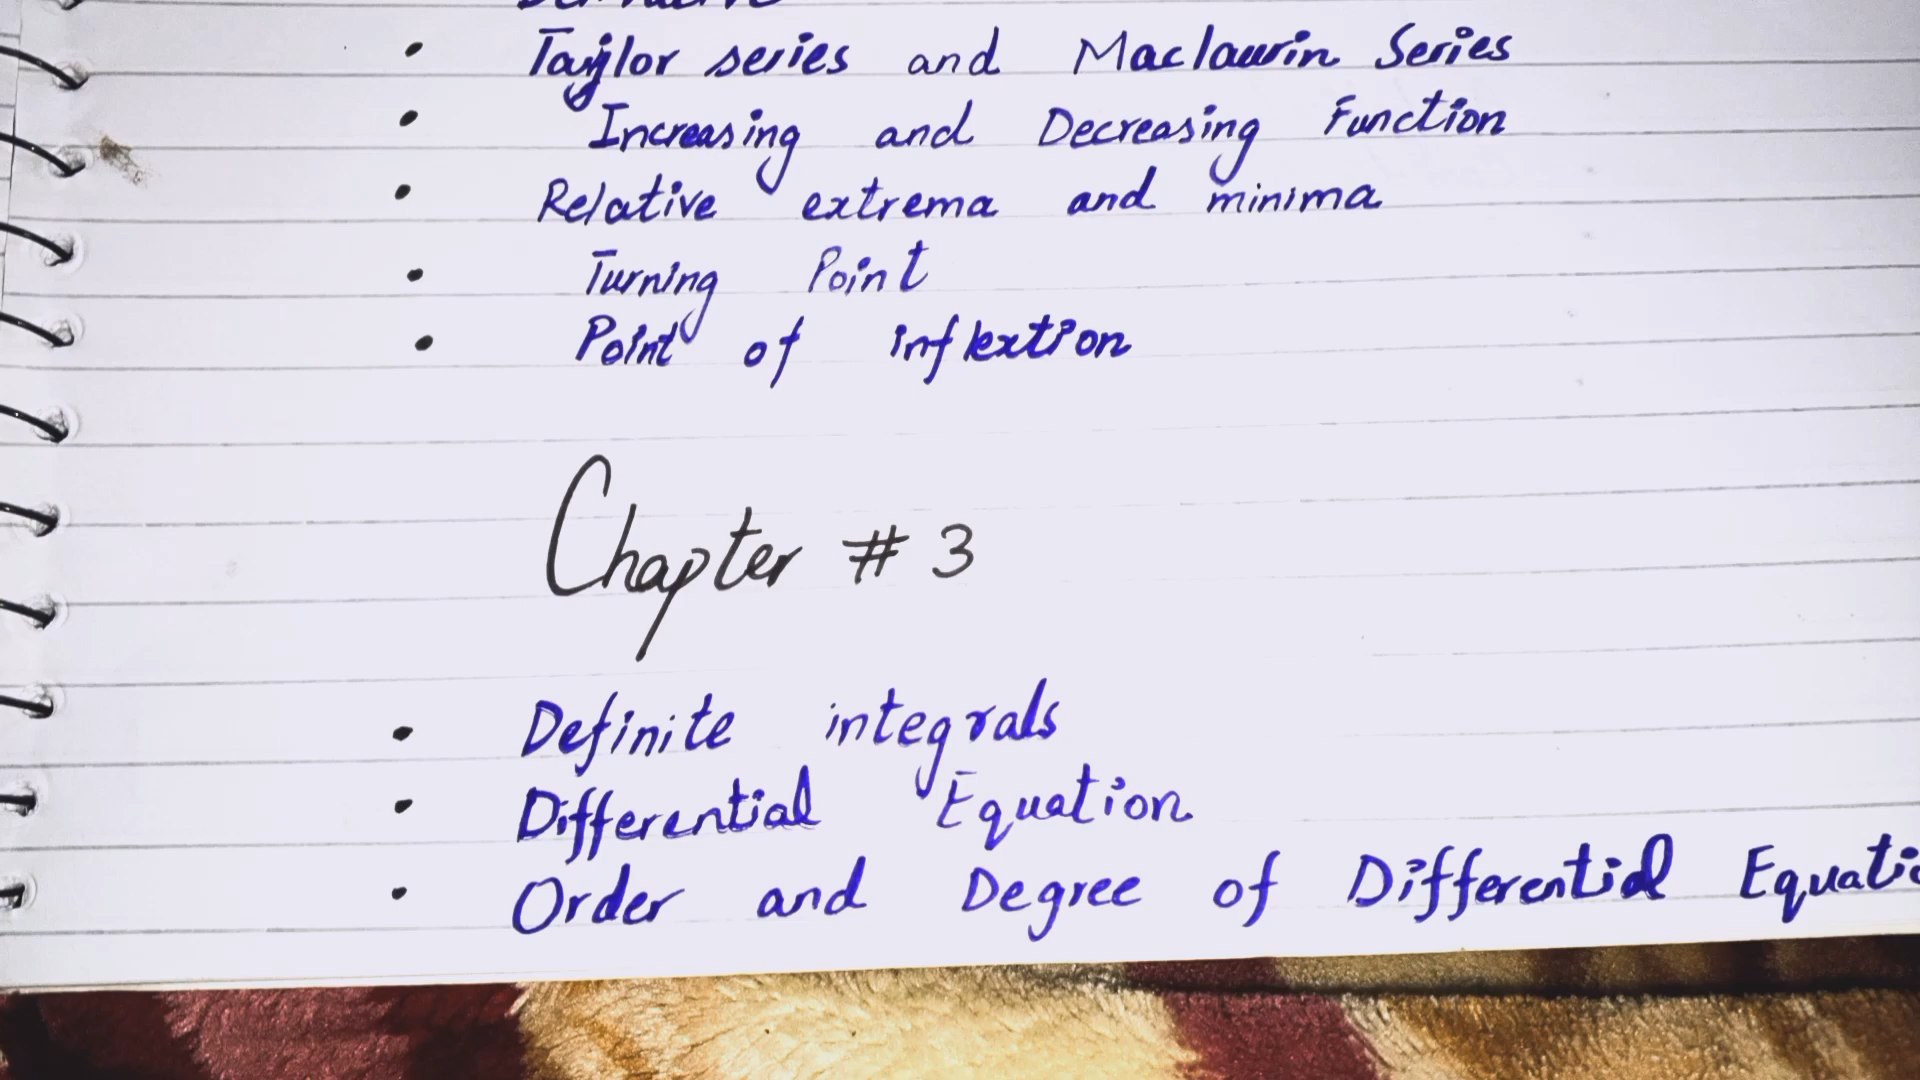 Taylor series and Maclaurin Series
Increasing and Decreasing Function
Relative extrema and minima
Turning Point
Point of inflextion
Chapter # 3
Definite integrals
Differential Equation
Order and Degree of Differential Equatio